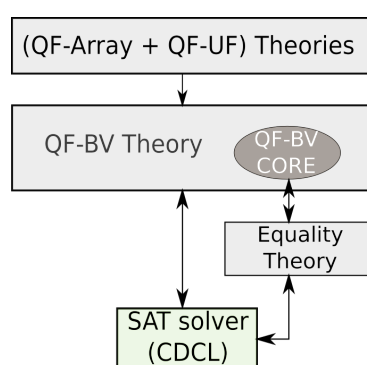 (QF-Array + QF-UF) Theories
QF-BV Theory
QF-BV
CORE
Equality
Theory
SAT solver
(CDCL)